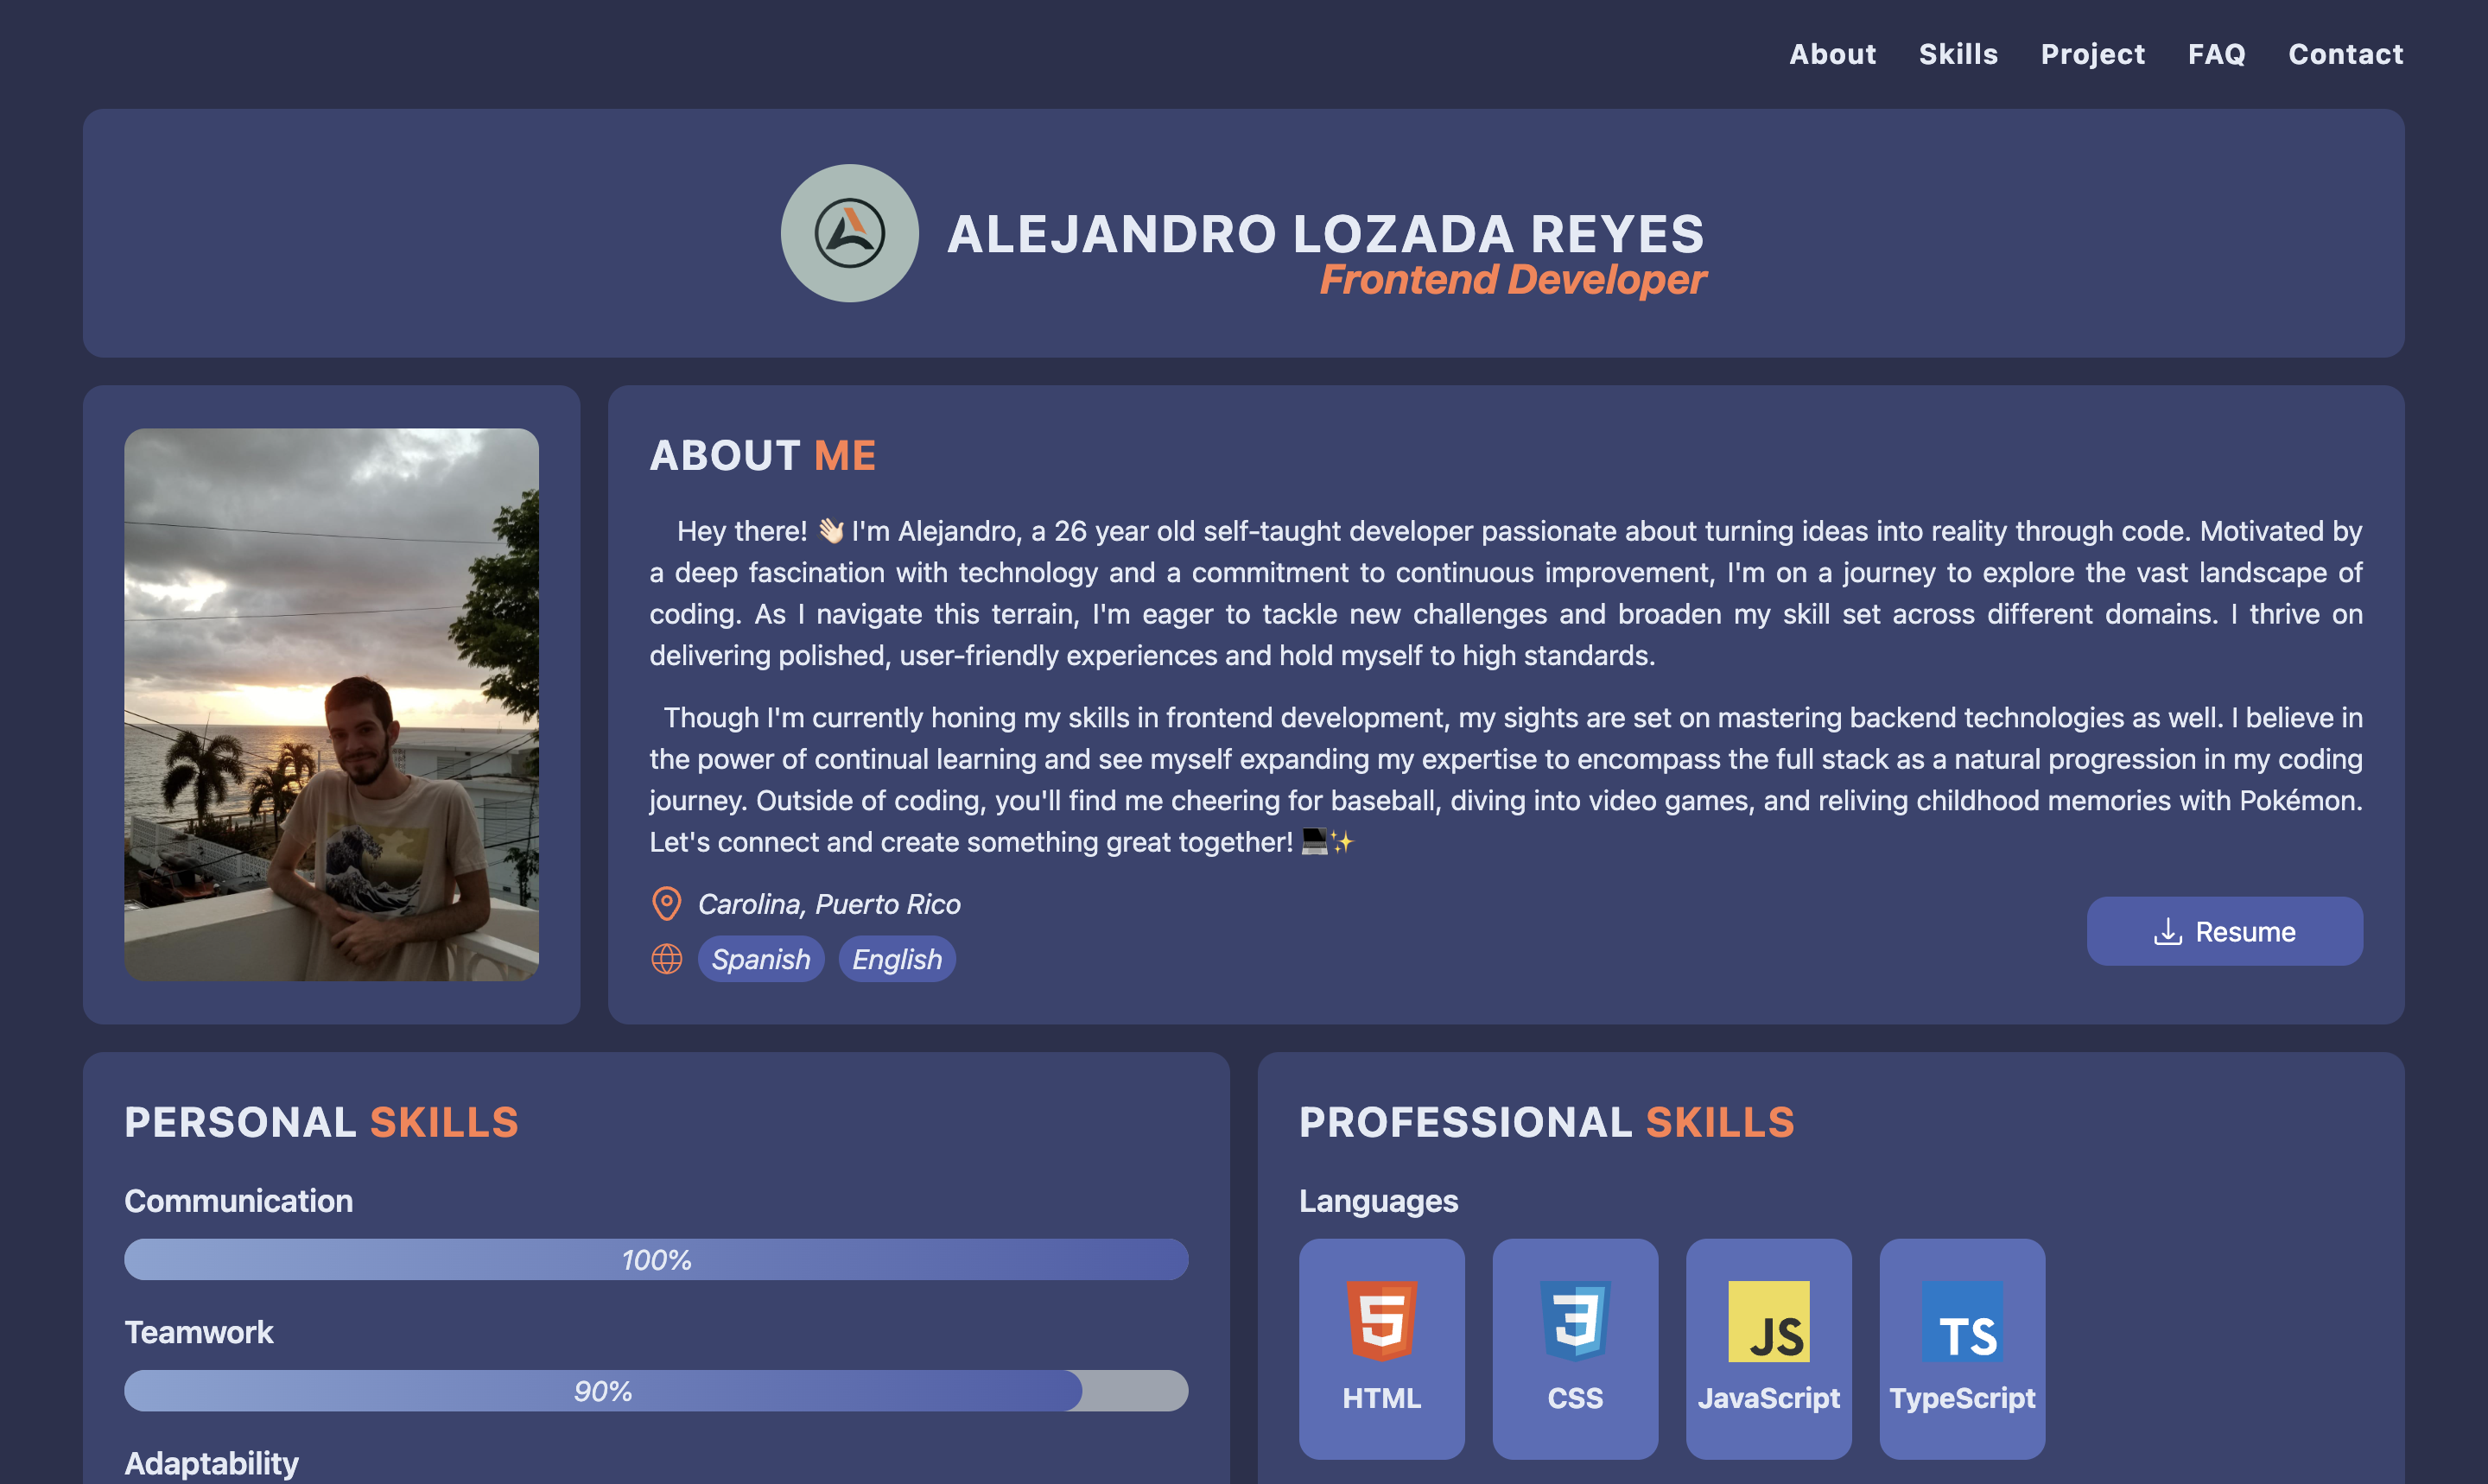 About Skills Project FAQ Contact
ALEJANDRO LOZADA REYES
Frontend Developer
ABOUT ME
Hey there! 👋🏻 I'm Alejandro, a 26 year old self-taught developer passionate about turning ideas into reality through code. Motivated by
a deep fascination with technology and a commitment to continuous improvement, I'm on a journey to explore the vast landscape of
coding. As I navigate this terrain, I'm eager to tackle new challenges and broaden my skill set across different domains. I thrive on
delivering polished, user-friendly experiences and hold myself to high standards.
Though I'm currently honing my skills in frontend development, my sights are set on mastering backend technologies as well. I believe in
the power of continual learning and see myself expanding my expertise to encompass the full stack as a natural progression in my coding
journey. Outside of coding, you'll find me cheering for baseball, diving into video games, and reliving childhood memories with Pokémon.
Let's connect and create something great together! 💻✨
Carolina, Puerto Rico
Spanish English
Resume
PERSONAL SKILLS
Communication
100%
Teamwork
90%
Adaptability
PROFESSIONAL SKILLS
Languages
5 3 JS TS
HTML CSS JavaScript TypeScript